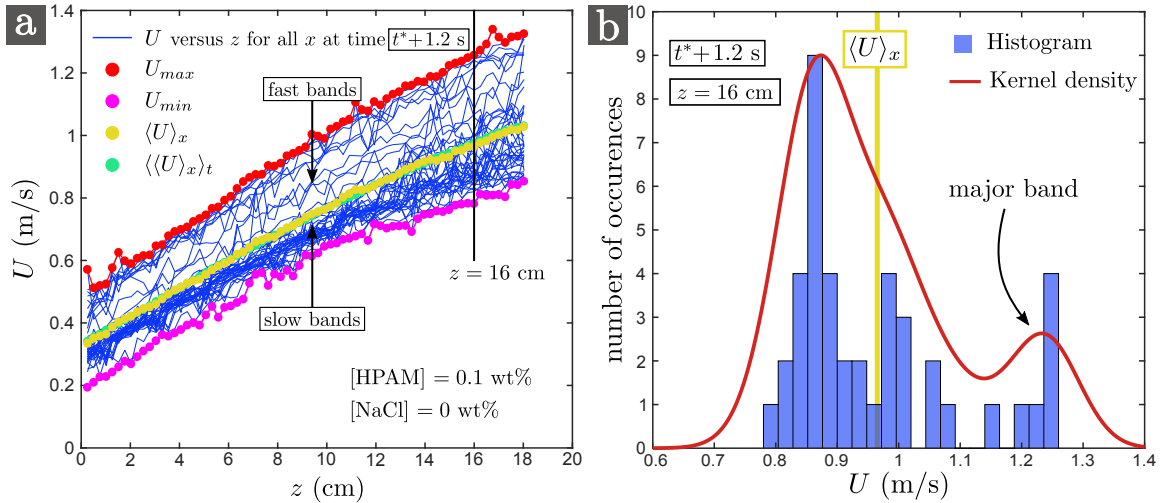 a
U versus z for all x at time t*+1.2 s
U_max
U_min
⟨U⟩_x
⟨⟨U⟩_x⟩_t
fast bands
slow bands
z = 16 cm
[HPAM] = 0.1 wt%
[NaCl] = 0 wt%
U (m/s)
1.4
1.2
1
0.8
0.6
0.4
0.2
0
0 2 4 6 8 10 12 14 16 18 20
z (cm)
b
t*+1.2 s
z = 16 cm
⟨U⟩_x
Histogram
Kernel density
major band
number of occurences
10
9
8
7
6
5
4
3
2
1
0
0.6 0.7 0.8 0.9 1 1.1 1.2 1.3 1.4
U (m/s)